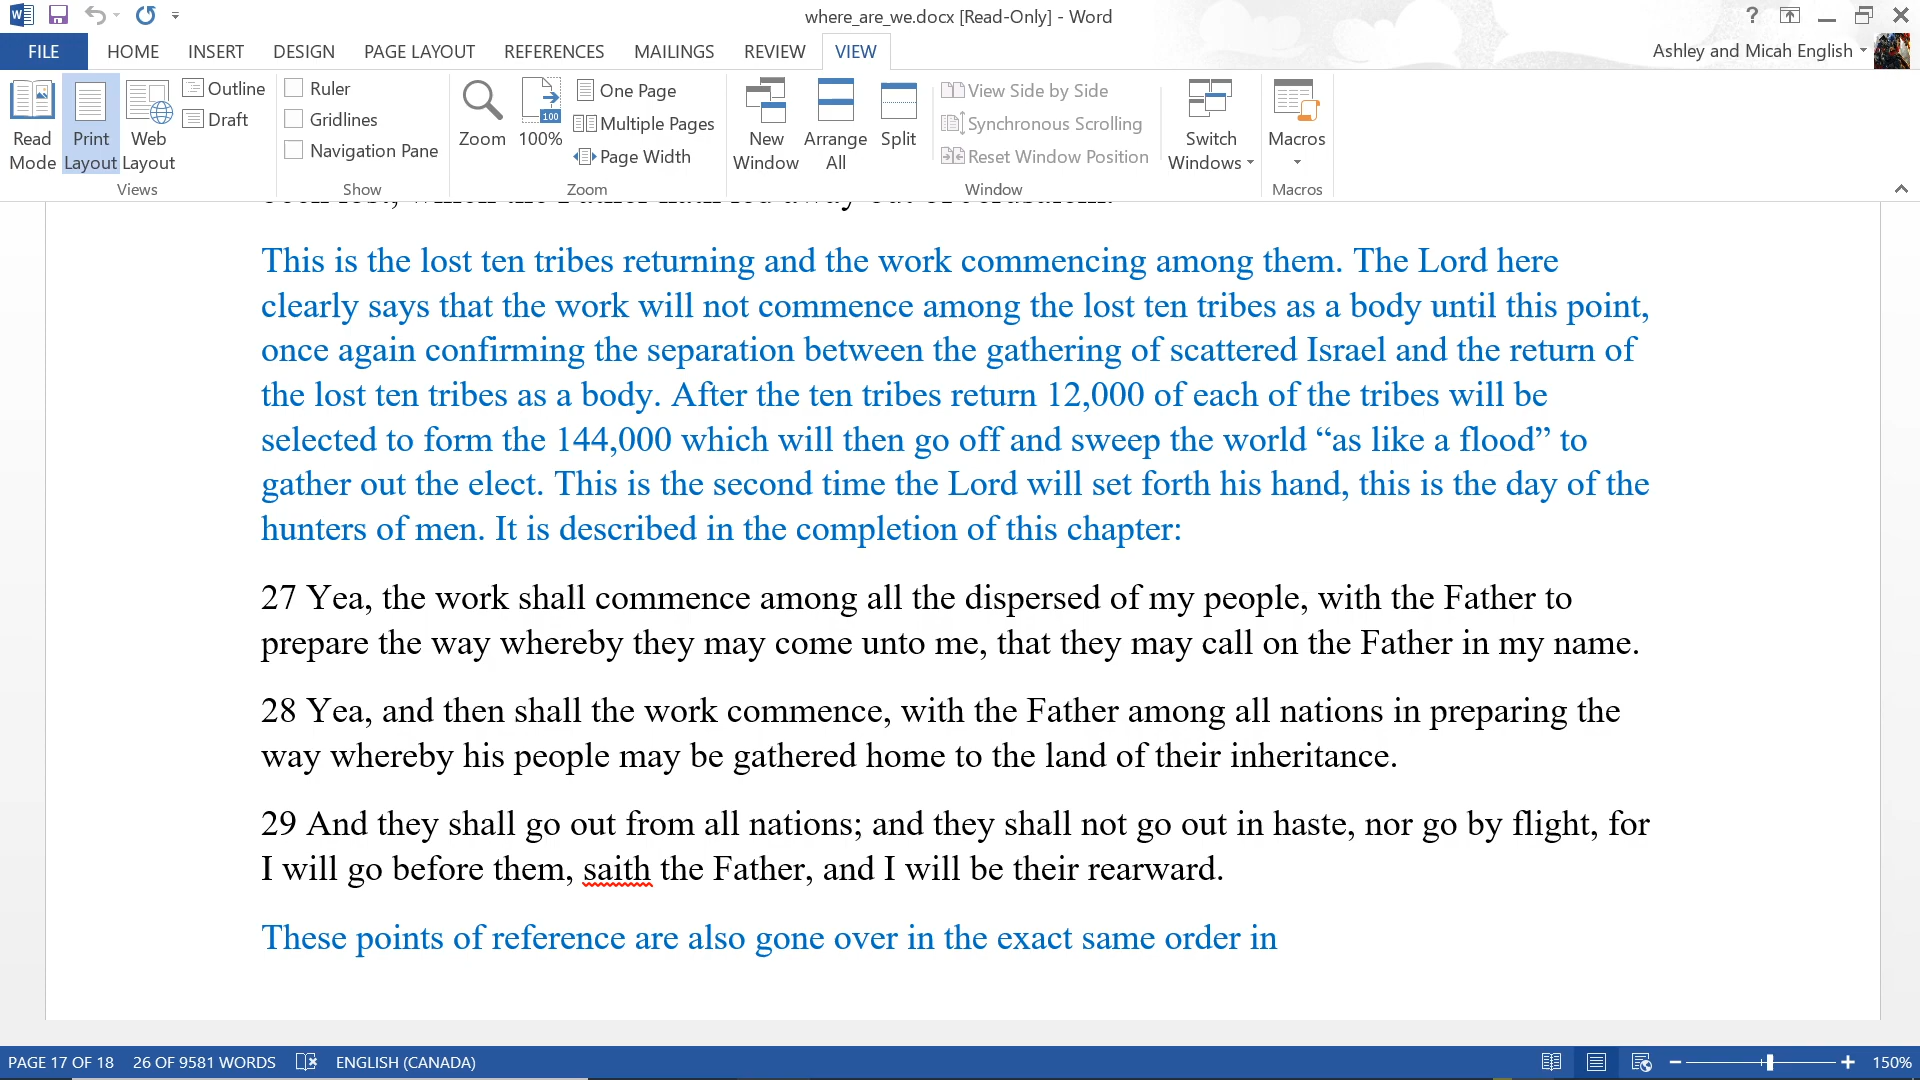 where_are_we.docx [Read-Only] - Word
?
FILE HOME INSERT DESIGN PAGE LAYOUT REFERENCES MAILINGS REVIEW VIEW
Ashley and Micah English
Read Mode
Print Layout
Web Layout
Outline
Draft
Views
Ruler
Gridlines
Navigation Pane
Show
Zoom
100
100%
One Page
Multiple Pages
Page Width
Zoom
New Window
Arrange All
Split
View Side by Side
Synchronous Scrolling
Reset Window Position
Window
Switch Windows
Macros
Macros
This is the lost ten tribes returning and the work commencing among them. The Lord here
clearly says that the work will not commence among the lost ten tribes as a body until this point,
once again confirming the separation between the gathering of scattered Israel and the return of
the lost ten tribes as a body. After the ten tribes return 12,000 of each of the tribes will be
selected to form the 144,000 which will then go off and sweep the world “as like a flood” to
gather out the elect. This is the second time the Lord will set forth his hand, this is the day of the
hunters of men. It is described in the completion of this chapter:
27 Yea, the work shall commence among all the dispersed of my people, with the Father to
prepare the way whereby they may come unto me, that they may call on the Father in my name.
28 Yea, and then shall the work commence, with the Father among all nations in preparing the
way whereby his people may be gathered home to the land of their inheritance.
29 And they shall go out from all nations; and they shall not go out in haste, nor go by flight, for
I will go before them, saith the Father, and I will be their rearward.
These points of reference are also gone over in the exact same order in
PAGE 17 OF 18 26 OF 9581 WORDS ENGLISH (CANADA)
150%